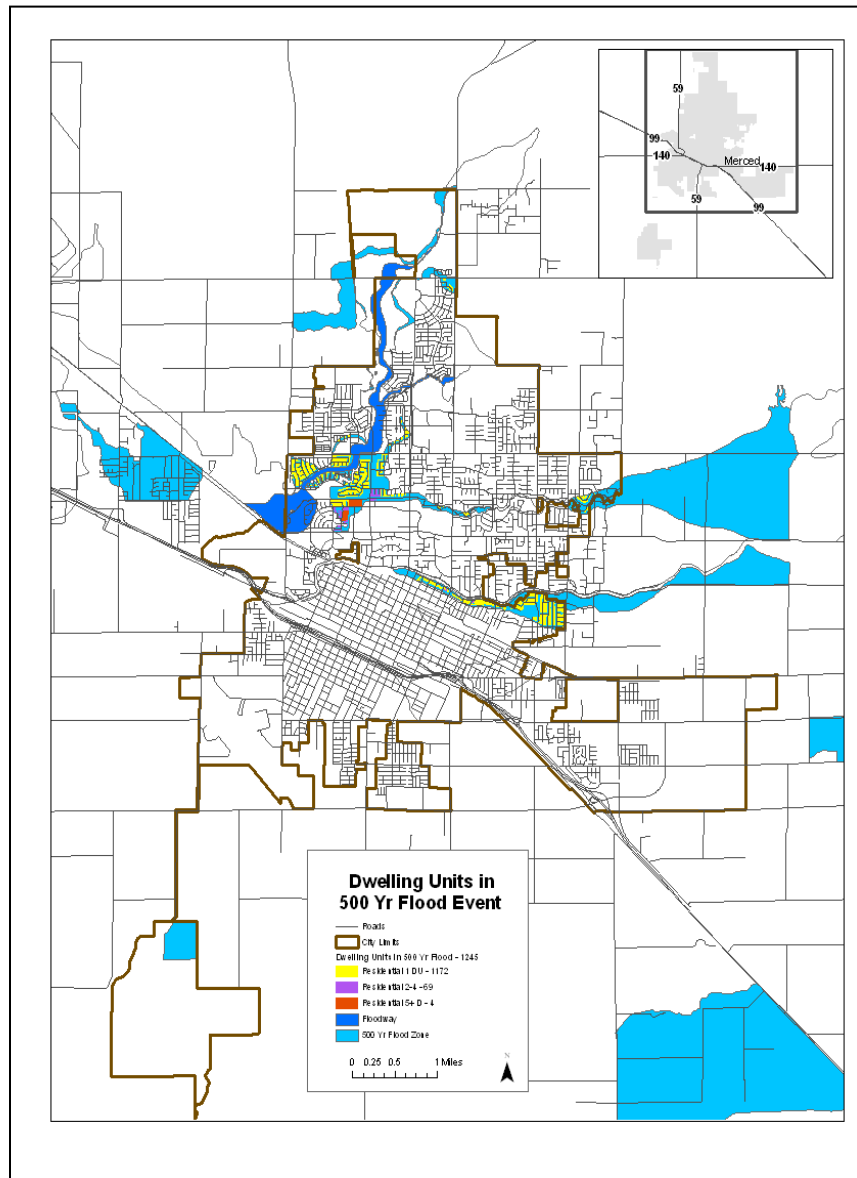 59
99
140
Merced
140
59
99
Dwelling Units in
500 Yr Flood Event
Roads
City Limits
Dwelling Units in 500 Yr Flood - 1245
Residential 1 DU - 1172
Residential 2-4 - 69
Residential 5+ D - 4
Floodway
500 Yr Flood Zone
0 0.25 0.5 1 Miles
N